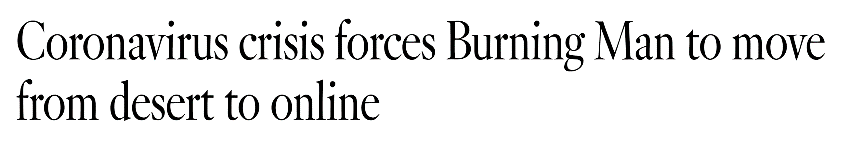 Coronavirus crisis forces Burning Man to move
from desert to online